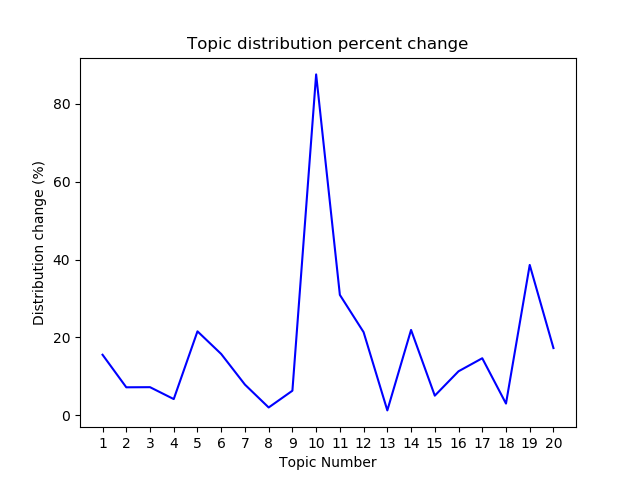 Topic distribution percent change
Distribution change (%)
80
60
40
20
0
1 2 3 4 5 6 7 8 9 10 11 12 13 14 15 16 17 18 19 20
Topic Number